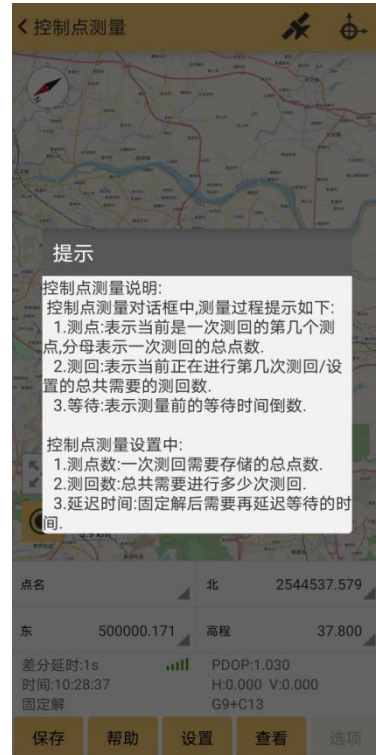 控制点测量
提示
控制点测量说明:
控制点测量对话框中,测量过程提示如下:
1.测点:表示当前是一次测回的第几个测
点,分母表示一次测回的总点数.
2.测回:表示当前正在进行第几次测回/设
置的总共需要的测回数.
3.等待:表示测量前的等待时间倒数.
控制点测量设置中:
1.测点数:一次测回需要存储的总点数.
2.测回数:总共需要进行多少次测回.
3.延迟时间:固定解后需要再延迟等待的时
间.
点名 北 2544537.579
东 500000.171 高程 37.800
差分延时:1s PDOP:1.030
时间:10:28:37 H:0.000 V:0.000
固定解 G9+C13
保存 帮助 设置 查看 选项